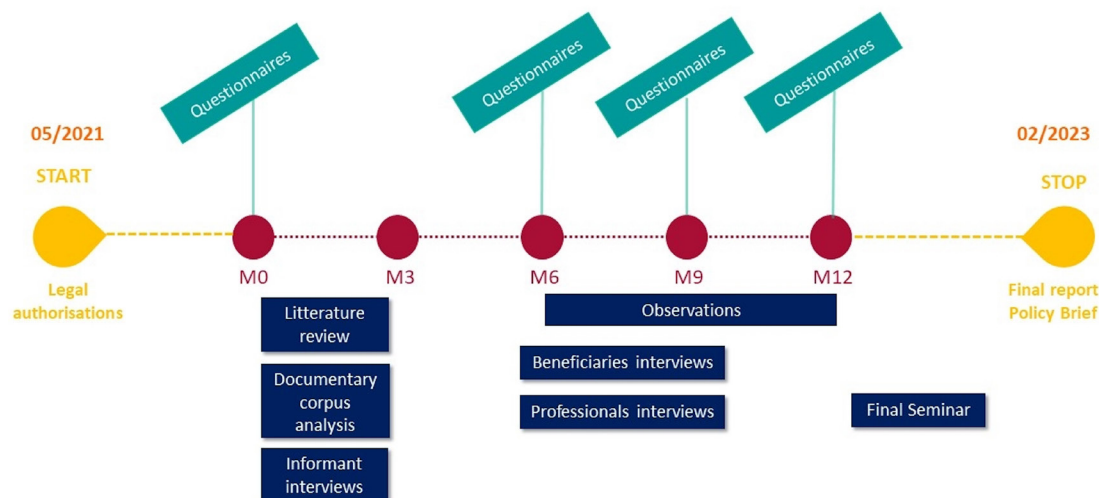 Questionnaires
Questionnaires
Questionnaires
Questionnaires
05/2021
START
02/2023
STOP
M0
M3
M6
M9
M12
Legal
authorisations
Final report
Policy Brief
Litterature
review
Observations
Documentary
corpus
analysis
Beneficiaries interviews
Professionals interviews
Final Seminar
Informant
interviews